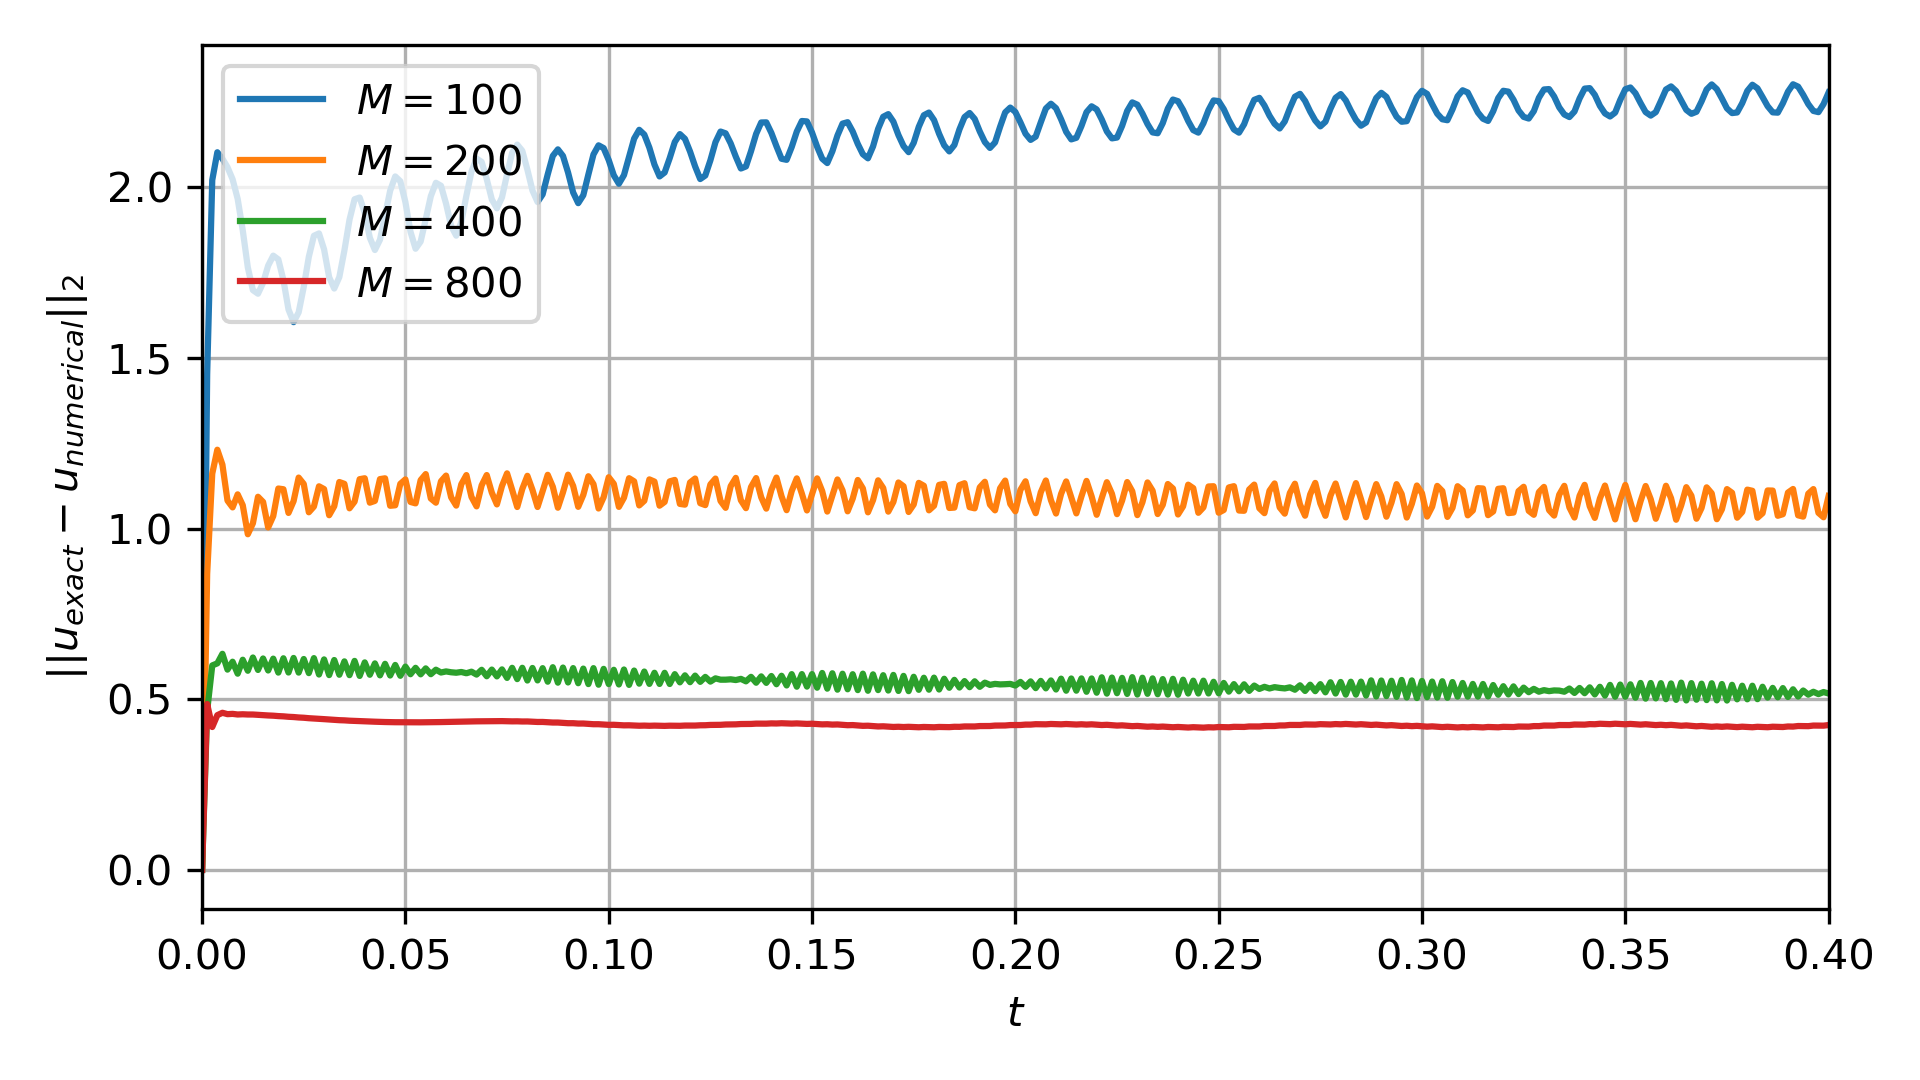 M = 100
M = 200
M = 400
M = 800
||u_exact − u_numerical||_2
2.0
1.5
1.0
0.5
0.0
0.00 0.05 0.10 0.15 0.20 0.25 0.30 0.35 0.40
t